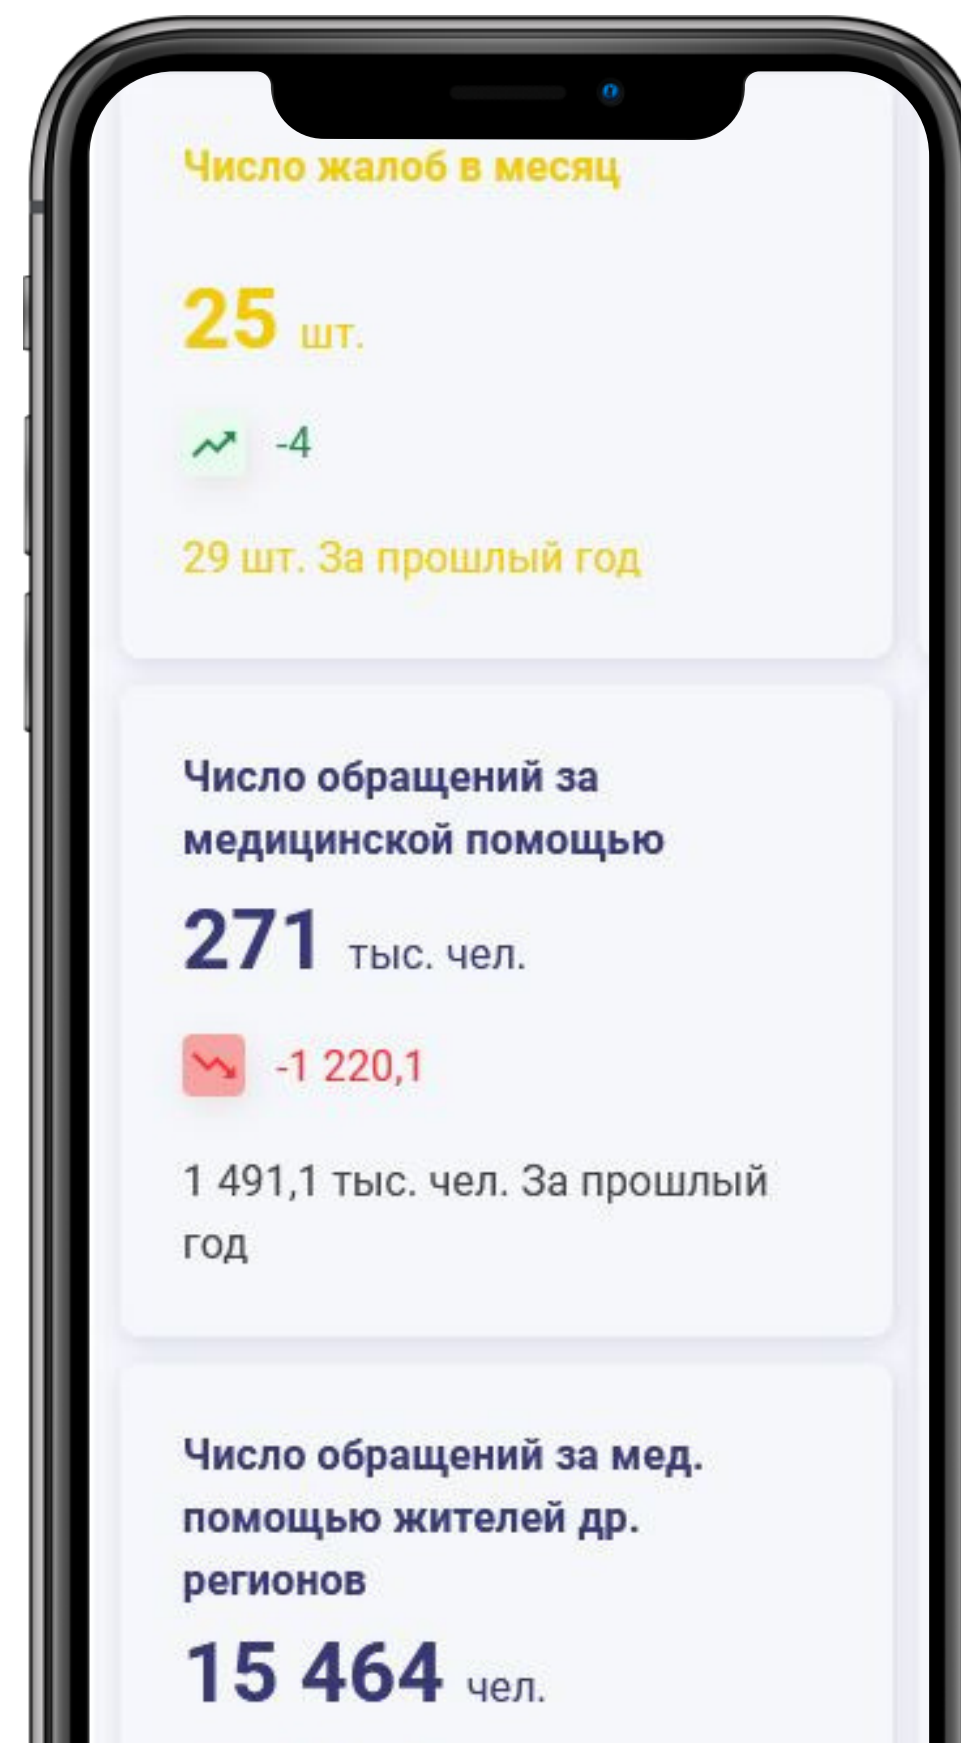 Число жалоб в месяц
25 шт.
-4
29 шт. За прошлый год
Число обращений за
медицинской помощью
271 тыс. чел.
-1 220,1
1 491,1 тыс. чел. За прошлый
год
Число обращений за мед.
помощью жителей др.
регионов
15 464 чел.